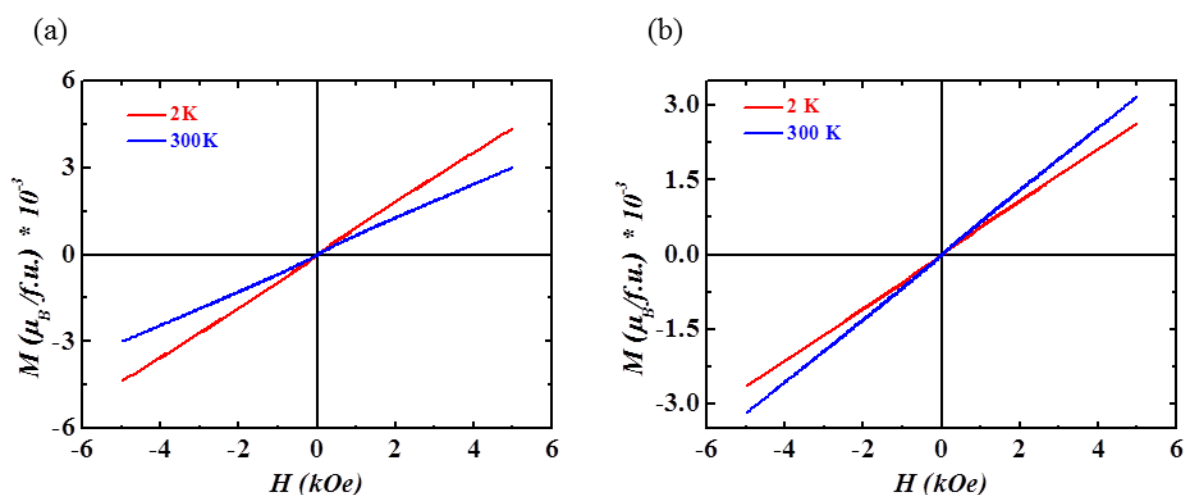 (a)
6
3
0
-3
-6
M (μB/f.u.) * 10-3
2K
300K
-6 -4 -2 0 2 4 6
H (kOe)
(b)
3.0
1.5
0.0
-1.5
-3.0
M (μB/f.u.) * 10-3
2 K
300 K
-6 -4 -2 0 2 4 6
H (kOe)